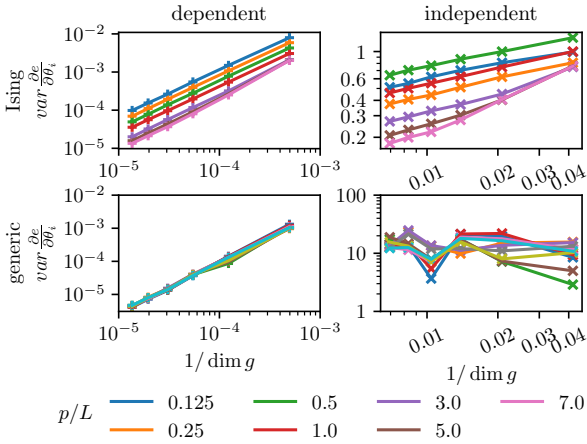 dependent independent
Ising
var ∂e/∂θ_i
10^{-2}
10^{-3}
10^{-4}
10^{-5}
10^{-5} 10^{-4} 10^{-3}
1
0.6
0.4
0.3
0.2
0.01 0.02 0.03 0.04
generic
var ∂e/∂θ_i
10^{-2}
10^{-3}
10^{-4}
10^{-5}
10^{-5} 10^{-4} 10^{-3}
100
10
1
0.01 0.02 0.03 0.04
1/ dim g 1/ dim g
p/L 0.125 0.5 3.0 7.0
0.25 1.0 5.0